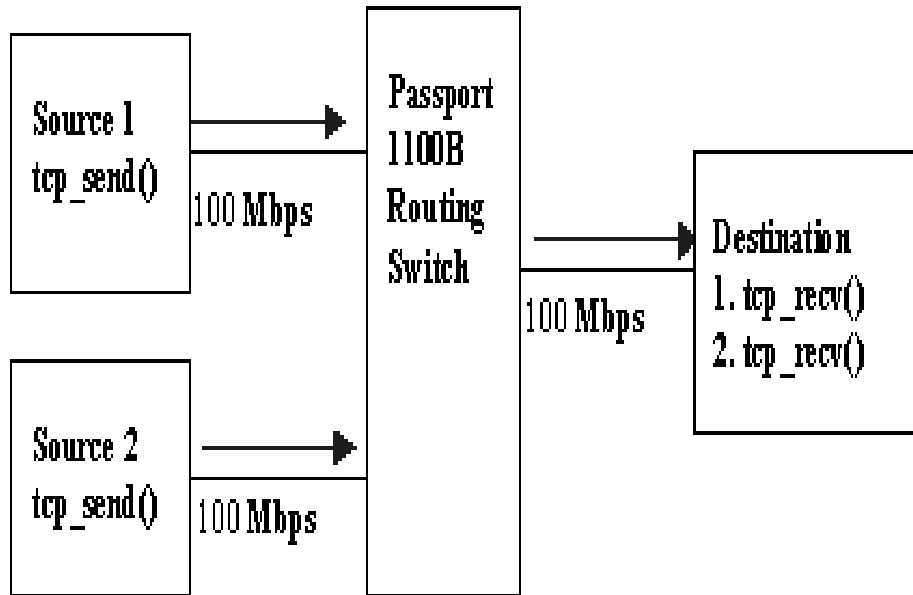 Source 1
tcp_send()
100 Mbps
Passport
1100B
Routing
Switch
100 Mbps
Destination
1. tcp_recv()
2. tcp_recv()
Source 2
tcp_send()
100 Mbps